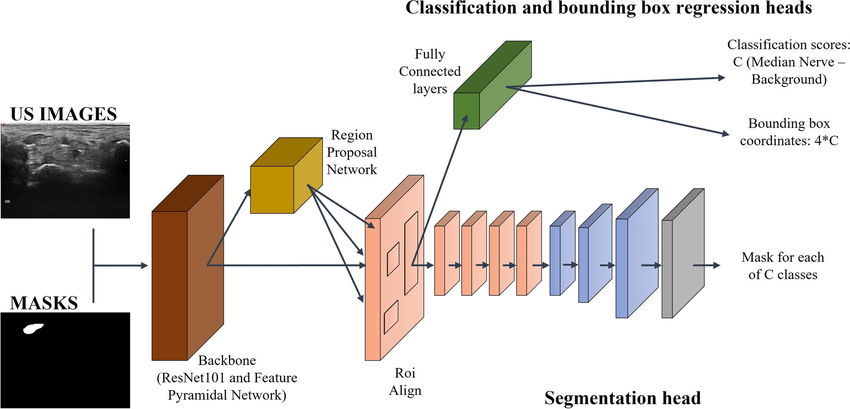 Classification and bounding box regression heads
Fully
Connected
layers
Classification scores:
C (Median Nerve –
Background)
US IMAGES
Region
Proposal
Network
Bounding box
coordinates: 4*C
Mask for each
of C classes
MASKS
Backbone
(ResNet101 and Feature
Pyramidal Network)
Roi
Align
Segmentation head